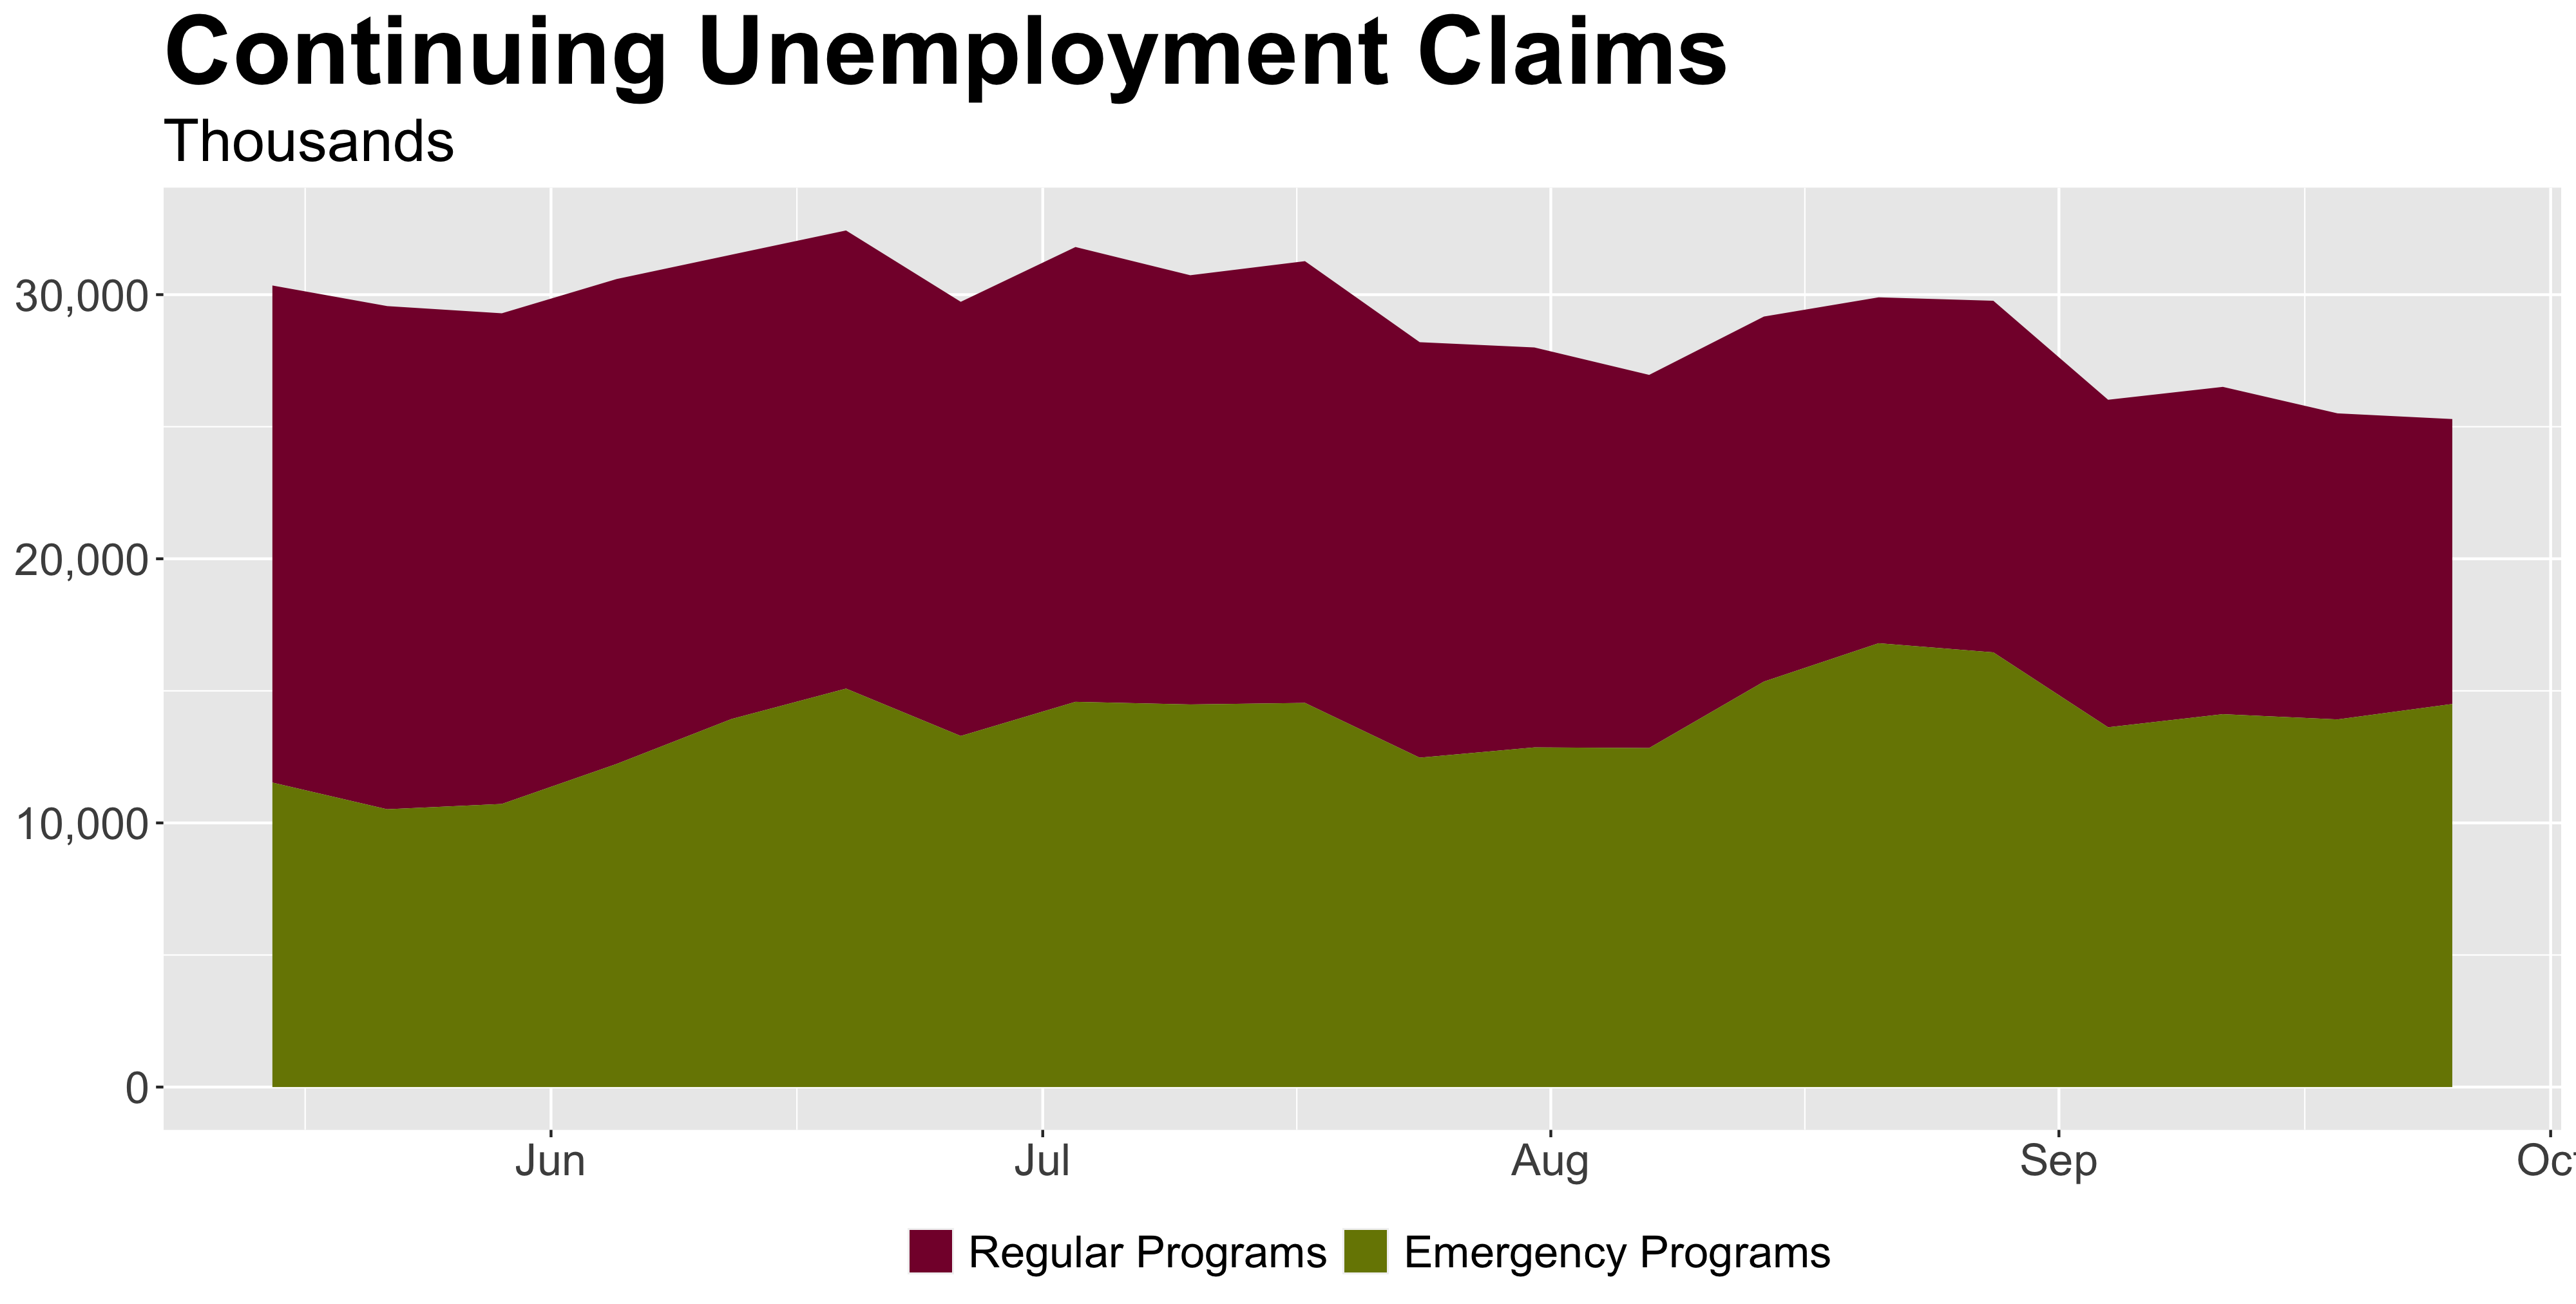 Continuing Unemployment Claims
Thousands
30,000
20,000
10,000
0
Jun Jul Aug Sep Oct
Regular Programs Emergency Programs